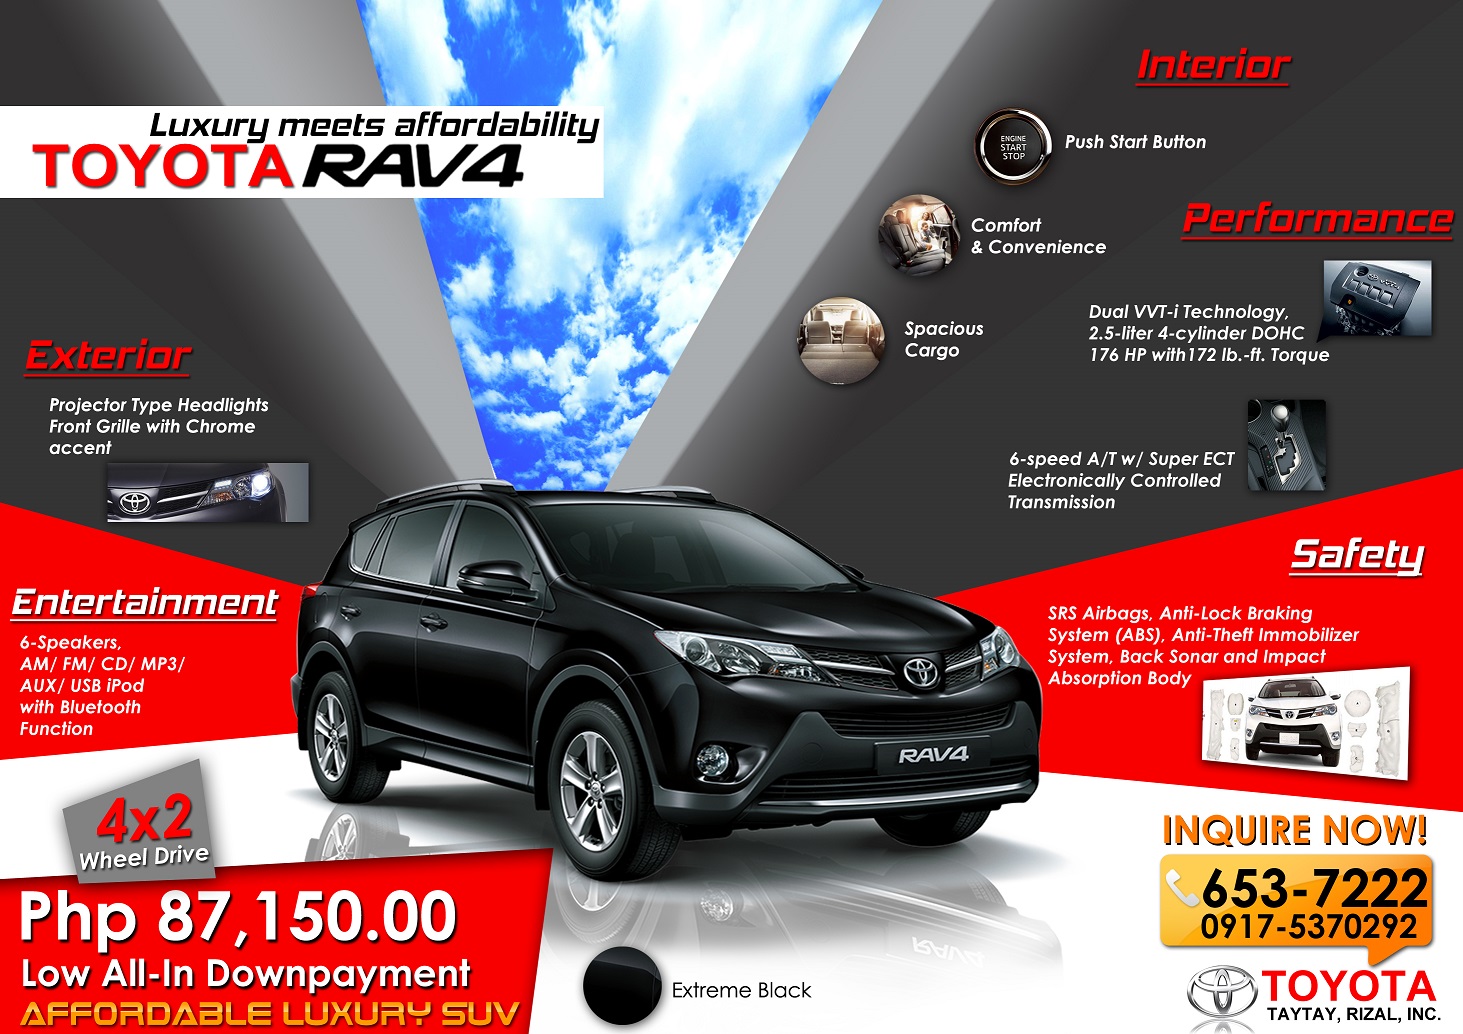 Luxury meets affordability
TOYOTA RAV4
Interior
ENGINE
START
STOP
Push Start Button
Comfort
& Convenience
Spacious
Cargo
Performance
Dual VVT-i Technology,
2.5-liter 4-cylinder DOHC
176 HP with172 lb.-ft. Torque
6-speed A/T w/ Super ECT
Electronically Controlled
Transmission
Exterior
Projector Type Headlights
Front Grille with Chrome
accent
Entertainment
6-Speakers,
AM/ FM/ CD/ MP3/
AUX/ USB iPod
with Bluetooth
Function
Safety
SRS Airbags, Anti-Lock Braking
System (ABS), Anti-Theft Immobilizer
System, Back Sonar and Impact
Absorption Body
RAV4
4x2
Wheel Drive
Php 87,150.00
Low All-In Downpayment
AFFORDABLE LUXURY SUV
Extreme Black
INQUIRE NOW!
653-7222
0917-5370292
TOYOTA
TAYTAY, RIZAL, INC.